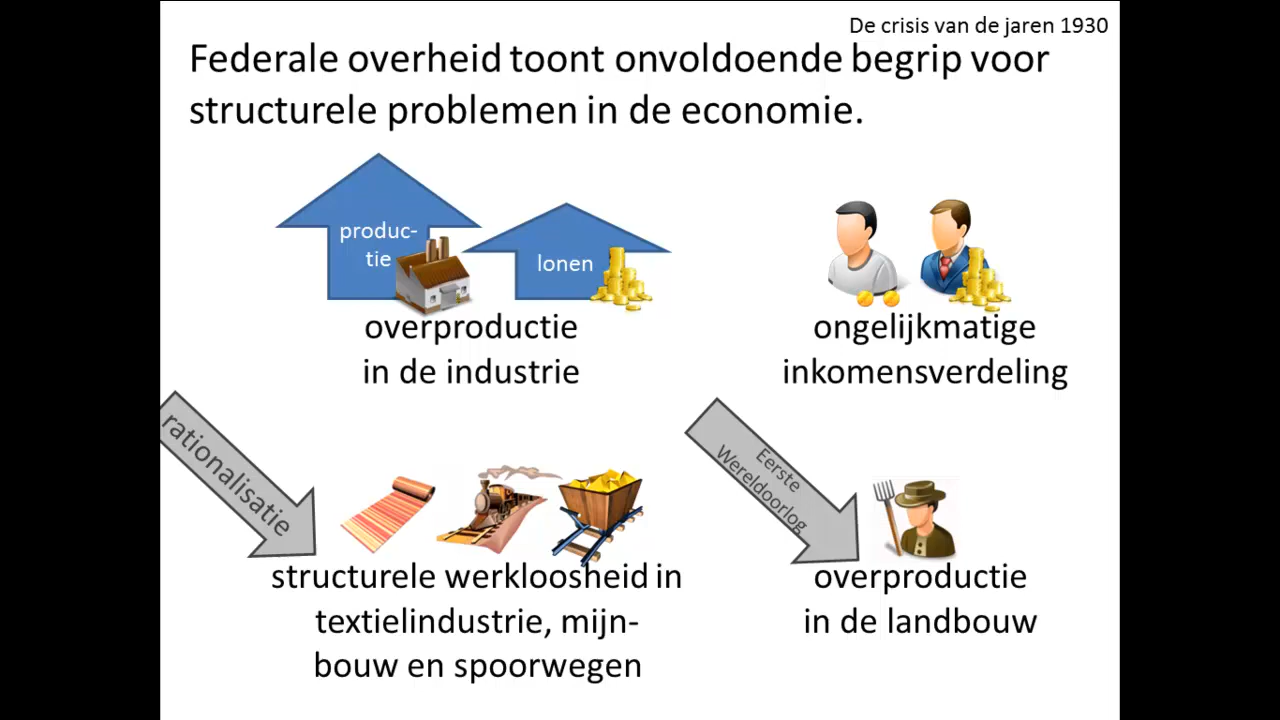 De crisis van de jaren 1930
Federale overheid toont onvoldoende begrip voor
structurele problemen in de economie.
produc-
tie
lonen
overproductie
in de industrie
ongelijkmatige
inkomensverdeling
rationalisatie
structurele werkloosheid in
textielindustrie, mijn-
bouw en spoorwegen
Eerste
Wereldoorlog
overproductie
in de landbouw